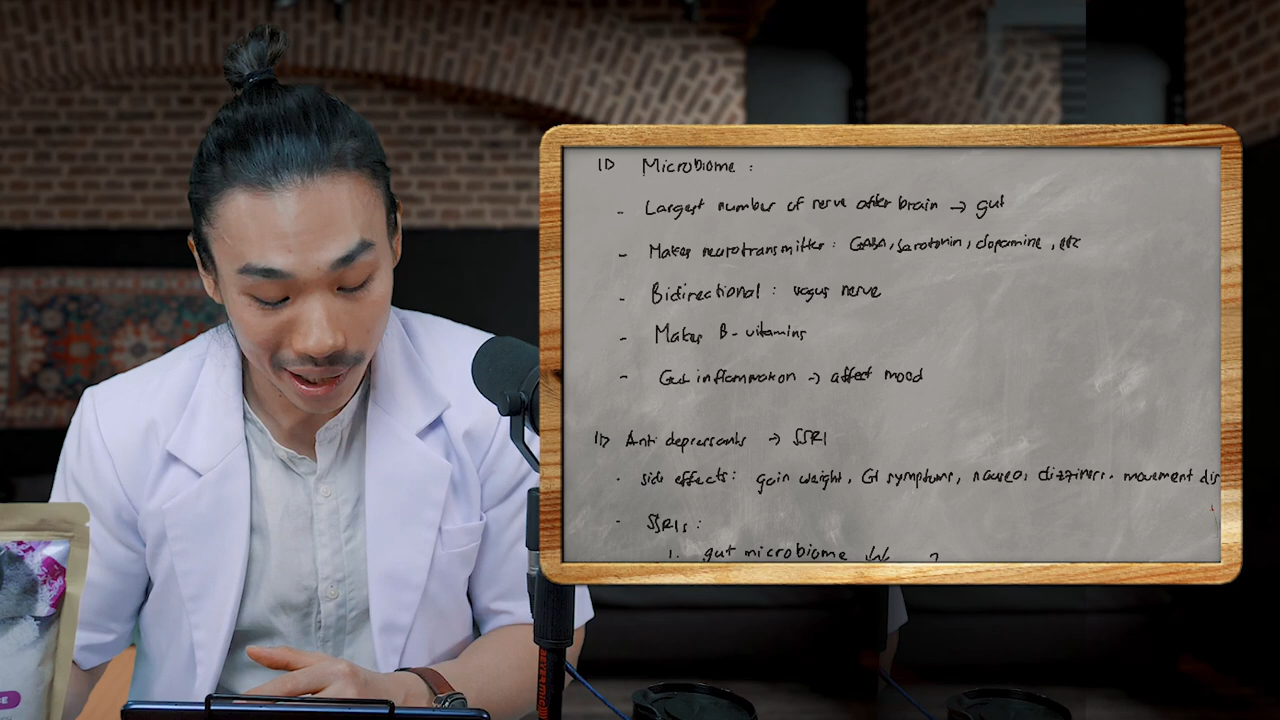 1D Microbiome :
- Largest number of nerve after brain → gut
- Makes neurotransmitter : GABA, serotonin, dopamine, etc
- Bidirectional : vagus nerve
- Makes B-vitamins
- Gut inflammation → affect mood
1D Anti depressants → SSRI
· side effects: gain weight, GI symptoms, nausea, dizziness. movement dis
- SSRIs :
1. gut microbiome